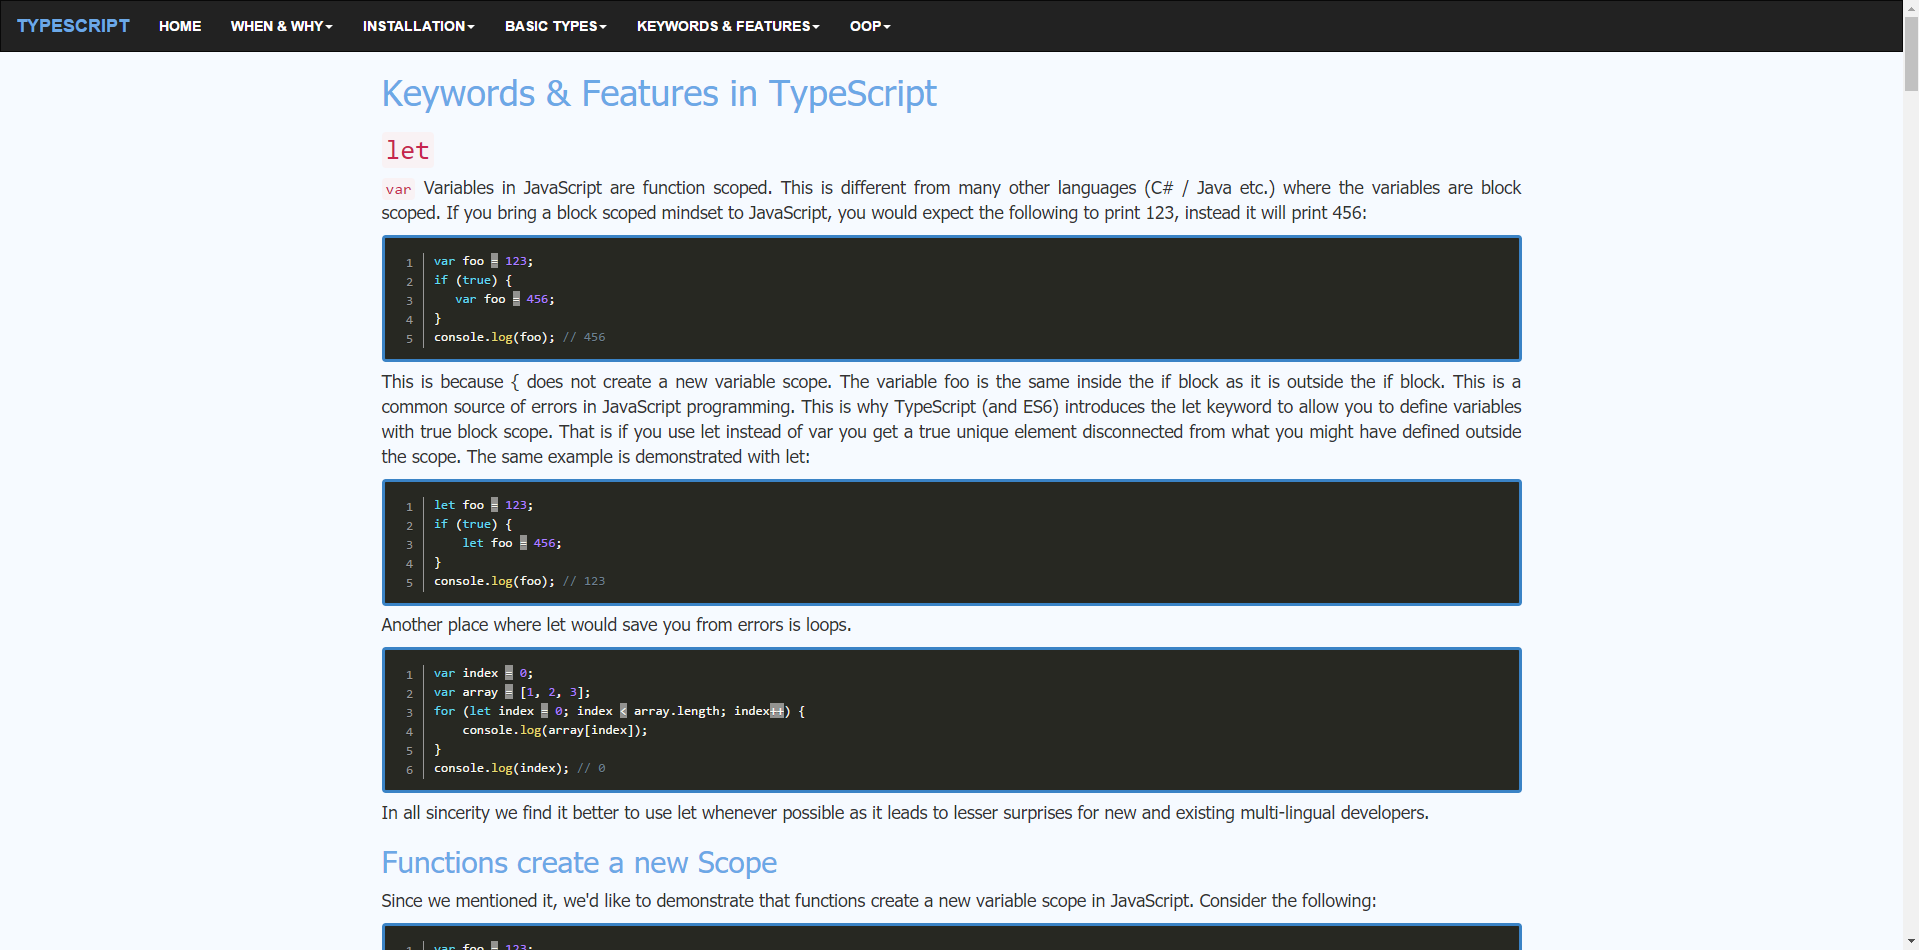 TYPESCRIPT HOME WHEN & WHY INSTALLATION BASIC TYPES KEYWORDS & FEATURES OOP
Keywords & Features in TypeScript
let
var Variables in JavaScript are function scoped. This is different from many other languages (C# / Java etc.) where the variables are block
scoped. If you bring a block scoped mindset to JavaScript, you would expect the following to print 123, instead it will print 456:
1 var foo = 123;
2 if (true) {
3    var foo = 456;
4 }
5 console.log(foo); // 456
This is because { does not create a new variable scope. The variable foo is the same inside the if block as it is outside the if block. This is a
common source of errors in JavaScript programming. This is why TypeScript (and ES6) introduces the let keyword to allow you to define variables
with true block scope. That is if you use let instead of var you get a true unique element disconnected from what you might have defined outside
the scope. The same example is demonstrated with let:
1 let foo = 123;
2 if (true) {
3     let foo = 456;
4 }
5 console.log(foo); // 123
Another place where let would save you from errors is loops.
1 var index = 0;
2 var array = [1, 2, 3];
3 for (let index = 0; index < array.length; index++) {
4     console.log(array[index]);
5 }
6 console.log(index); // 0
In all sincerity we find it better to use let whenever possible as it leads to lesser surprises for new and existing multi-lingual developers.
Functions create a new Scope
Since we mentioned it, we'd like to demonstrate that functions create a new variable scope in JavaScript. Consider the following:
1 var foo = 123;